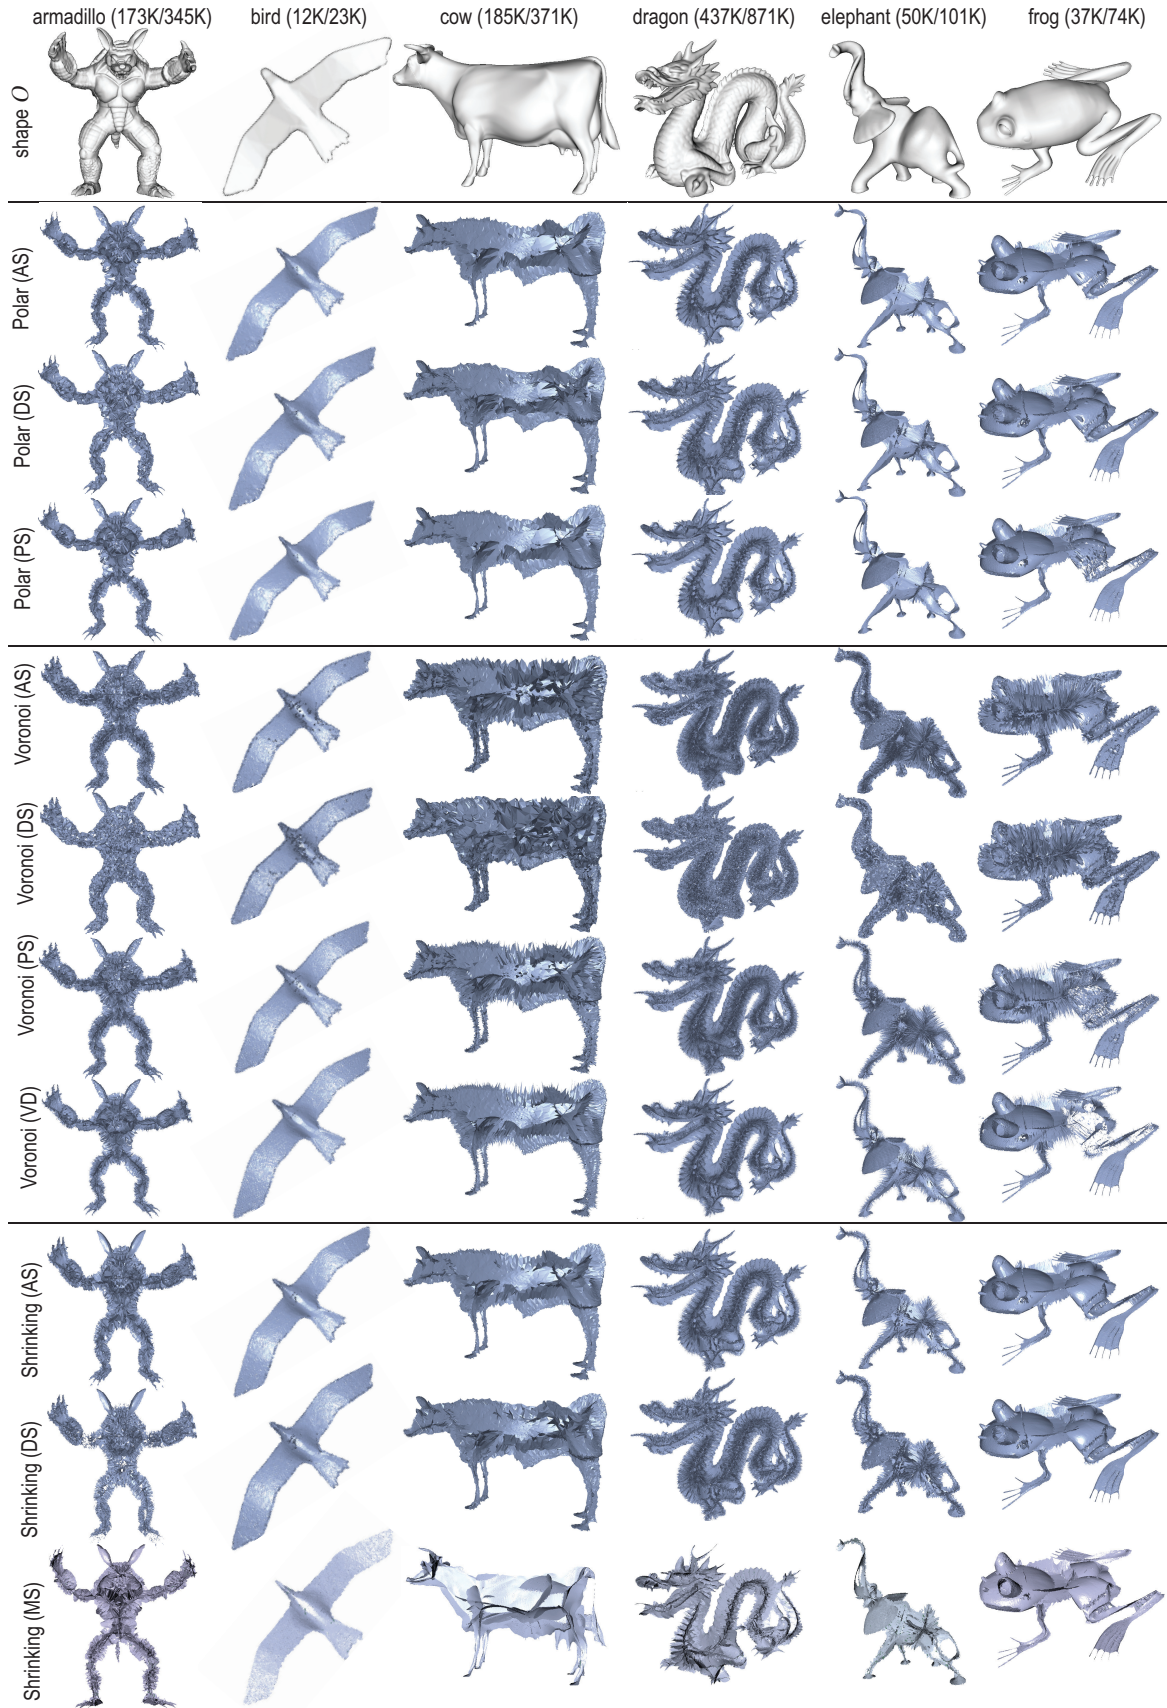 armadillo (173K/345K)
bird (12K/23K)
cow (185K/371K)
dragon (437K/871K)
elephant (50K/101K)
frog (37K/74K)
shape O
Polar (AS)
Polar (DS)
Polar (PS)
Voronoi (AS)
Voronoi (DS)
Voronoi (PS)
Voronoi (VD)
Shrinking (AS)
Shrinking (DS)
Shrinking (MS)